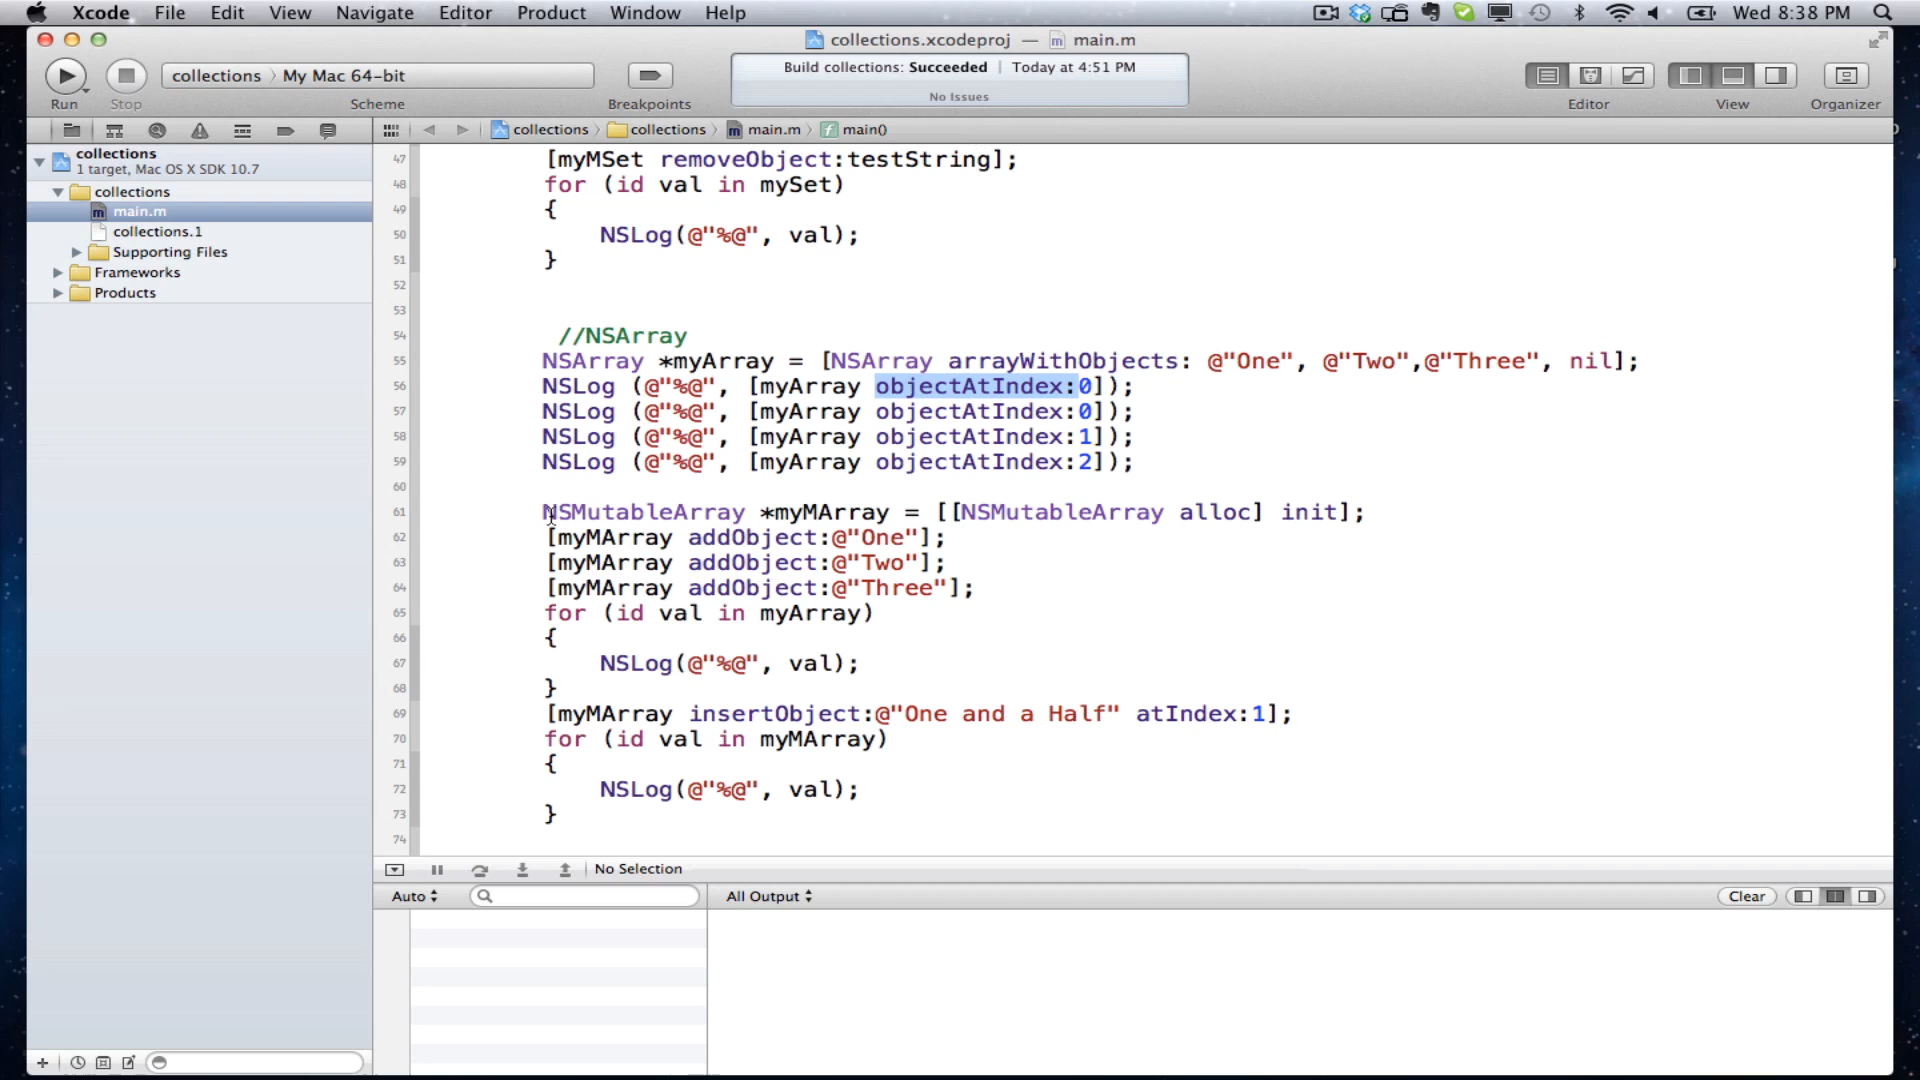 Xcode File Edit View Navigate Editor Product Window Help Wed 8:38 PM
collections.xcodeproj — main.m
collections 〉 My Mac 64-bit
Build collections: Succeeded | Today at 4:51 PM
No Issues
Run Stop Scheme Breakpoints Editor View Organizer
collections 〉 collections 〉 main.m 〉 main()
collections
1 target, Mac OS X SDK 10.7
collections
main.m
collections.1
Supporting Files
Frameworks
Products
47 [myMSet removeObject:testString];
48 for (id val in mySet)
49 {
50 NSLog(@"%@", val);
51 }
52
53
54 //NSArray
55 NSArray *myArray = [NSArray arrayWithObjects: @"One", @"Two",@"Three", nil];
56 NSLog (@"%@", [myArray objectAtIndex:0]);
57 NSLog (@"%@", [myArray objectAtIndex:0]);
58 NSLog (@"%@", [myArray objectAtIndex:1]);
59 NSLog (@"%@", [myArray objectAtIndex:2]);
60
61 NSMutableArray *myMArray = [[NSMutableArray alloc] init];
62 [myMArray addObject:@"One"];
63 [myMArray addObject:@"Two"];
64 [myMArray addObject:@"Three"];
65 for (id val in myArray)
66 {
67 NSLog(@"%@", val);
68 }
69 [myMArray insertObject:@"One and a Half" atIndex:1];
70 for (id val in myMArray)
71 {
72 NSLog(@"%@", val);
73 }
74
No Selection
Auto All Output Clear